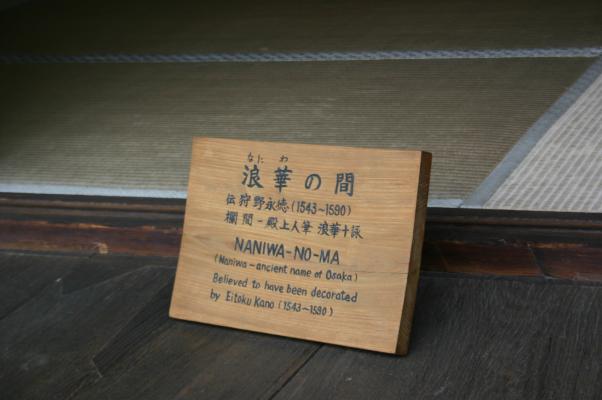 なに わ
浪華の間
伝狩野永徳(1543~1590)
欄間-殿上人筆 浪華十詠
NANIWA-NO-MA
(Naniwa-ancient name of Osaka)
Believed to have been decorated
by Eitoku Kano (1543~1590)